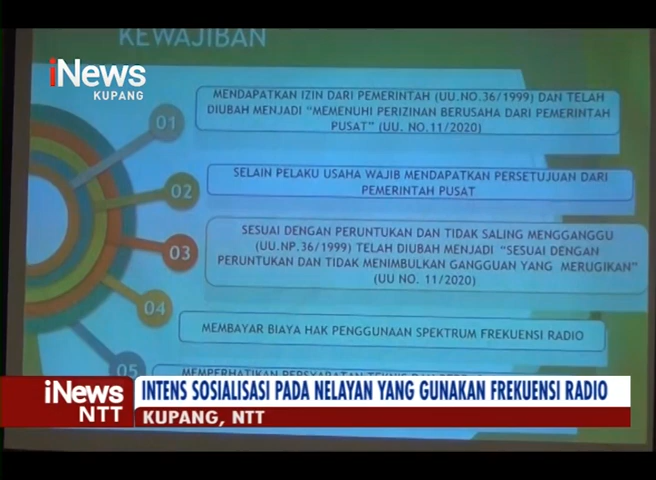 KEWAJIBAN
iNews
KUPANG
01
MENDAPATKAN IZIN DARI PEMERINTAH (UU.NO.36/1999) DAN TELAH
DIUBAH MENJADI “MEMENUHI PERIZINAN BERUSAHA DARI PEMERINTAH
PUSAT” (UU. NO.11/2020)
02
SELAIN PELAKU USAHA WAJIB MENDAPATKAN PERSETUJUAN DARI
PEMERINTAH PUSAT
03
SESUAI DENGAN PERUNTUKAN DAN TIDAK SALING MENGGANGGU
(UU.NP.36/1999) TELAH DIUBAH MENJADI “SESUAI DENGAN
PERUNTUKAN DAN TIDAK MENIMBULKAN GANGGUAN YANG MERUGIKAN”
(UU NO. 11/2020)
04
MEMBAYAR BIAYA HAK PENGGUNAAN SPEKTRUM FREKUENSI RADIO
05
MEMPERHATIKAN PERSYARATAN TEKNIS DAN
iNews
NTT
INTENS SOSIALISASI PADA NELAYAN YANG GUNAKAN FREKUENSI RADIO
KUPANG, NTT